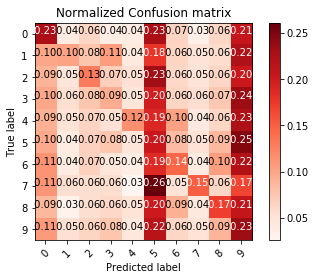 Normalized Confusion matrix
0 0.23 0.04 0.06 0.04 0.04 0.23 0.07 0.03 0.06 0.21
1 0.10 0.10 0.08 0.11 0.04 0.18 0.06 0.05 0.06 0.22
2 0.09 0.05 0.13 0.07 0.05 0.23 0.06 0.05 0.06 0.20
3 0.10 0.06 0.08 0.09 0.05 0.20 0.06 0.06 0.07 0.24
4 0.09 0.05 0.07 0.05 0.12 0.19 0.10 0.04 0.06 0.23
5 0.10 0.04 0.07 0.08 0.05 0.20 0.08 0.05 0.09 0.25
6 0.11 0.04 0.07 0.05 0.04 0.19 0.14 0.04 0.10 0.22
7 0.11 0.06 0.06 0.06 0.03 0.26 0.05 0.15 0.06 0.17
8 0.09 0.03 0.06 0.06 0.05 0.20 0.09 0.04 0.17 0.21
9 0.11 0.05 0.08 0.06 0.04 0.22 0.06 0.05 0.09 0.23
0 1 2 3 4 5 6 7 8 9
True label
Predicted label
0.25
0.20
0.15
0.10
0.05